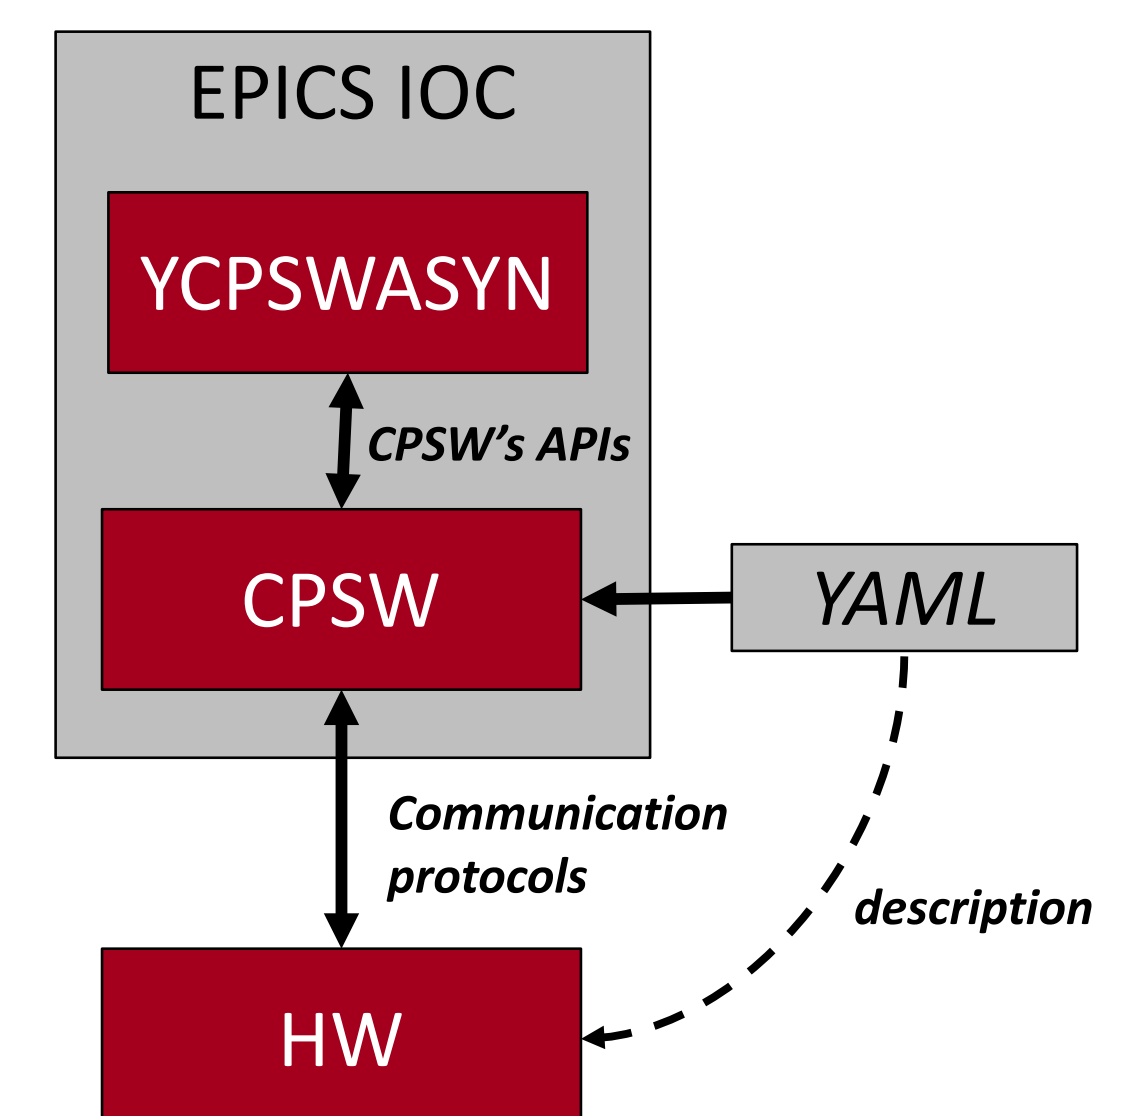 EPICS IOC
YCPSWASYN
CPSW’s APIs
CPSW
YAML
Communication
protocols
description
HW